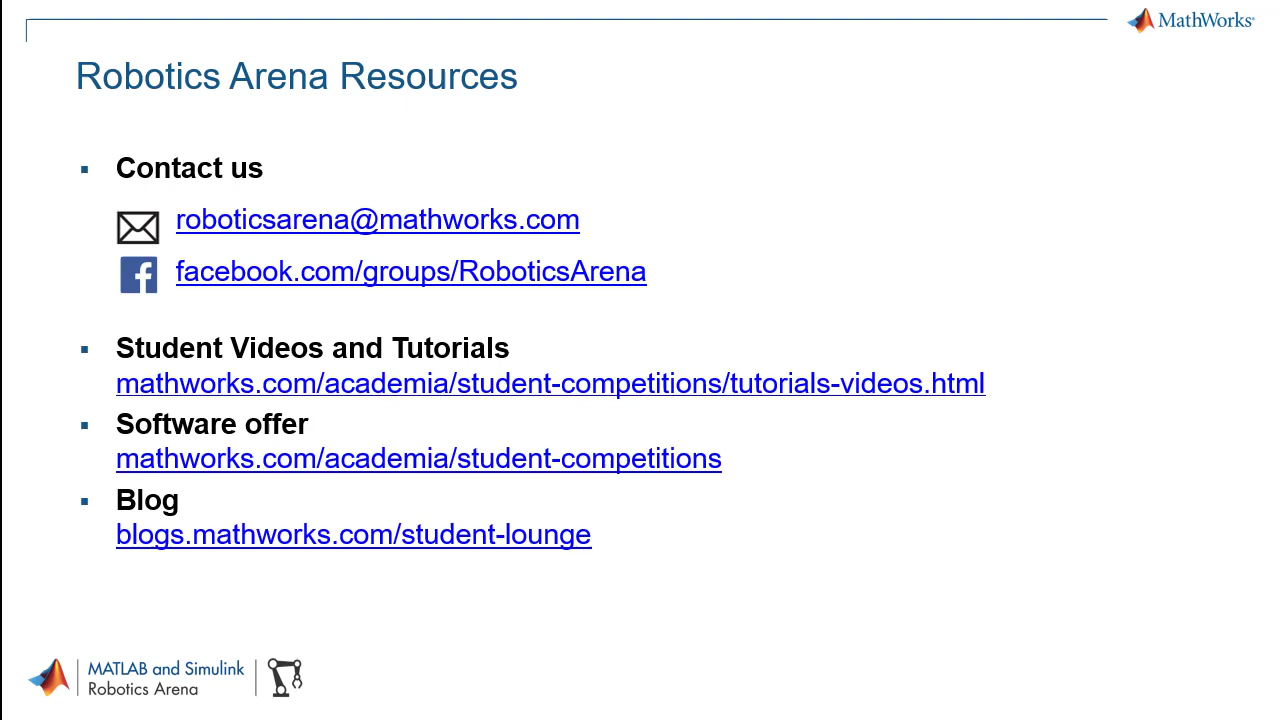 MathWorks
Robotics Arena Resources
Contact us
roboticsarena@mathworks.com
facebook.com/groups/RoboticsArena
Student Videos and Tutorials
mathworks.com/academia/student-competitions/tutorials-videos.html
Software offer
mathworks.com/academia/student-competitions
Blog
blogs.mathworks.com/student-lounge
MATLAB and Simulink
Robotics Arena